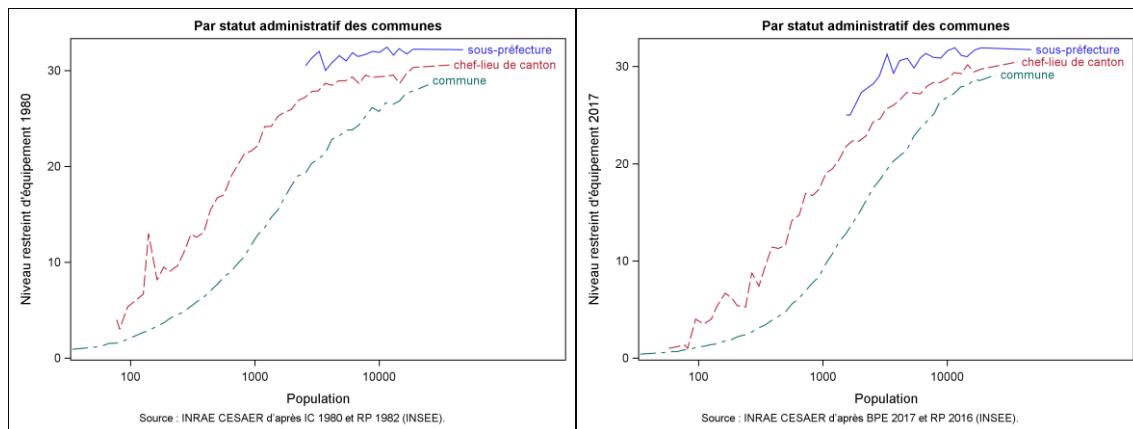 Par statut administratif des communes
Niveau restreint d'équipement 1980
30
20
10
0
sous-préfecture
chef-lieu de canton
commune
100 1000 10000
Population
Source : INRAE CESAER d'après IC 1980 et RP 1982 (INSEE).
Par statut administratif des communes
Niveau restreint d'équipement 2017
30
20
10
0
sous-préfecture
chef-lieu de canton
commune
100 1000 10000
Population
Source : INRAE CESAER d'après BPE 2017 et RP 2016 (INSEE).